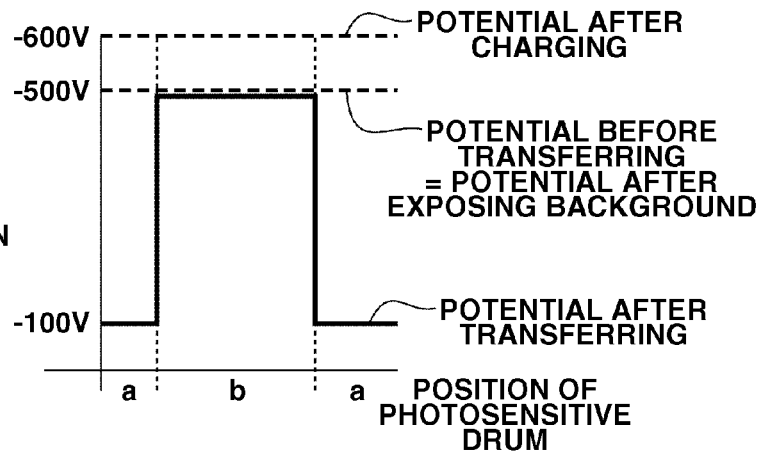 -600V
POTENTIAL AFTER
CHARGING
-500V
POTENTIAL BEFORE
TRANSFERRING
= POTENTIAL AFTER
EXPOSING BACKGROUND
N
-100V
POTENTIAL AFTER
TRANSFERRING
a b a
POSITION OF
PHOTOSENSITIVE
DRUM